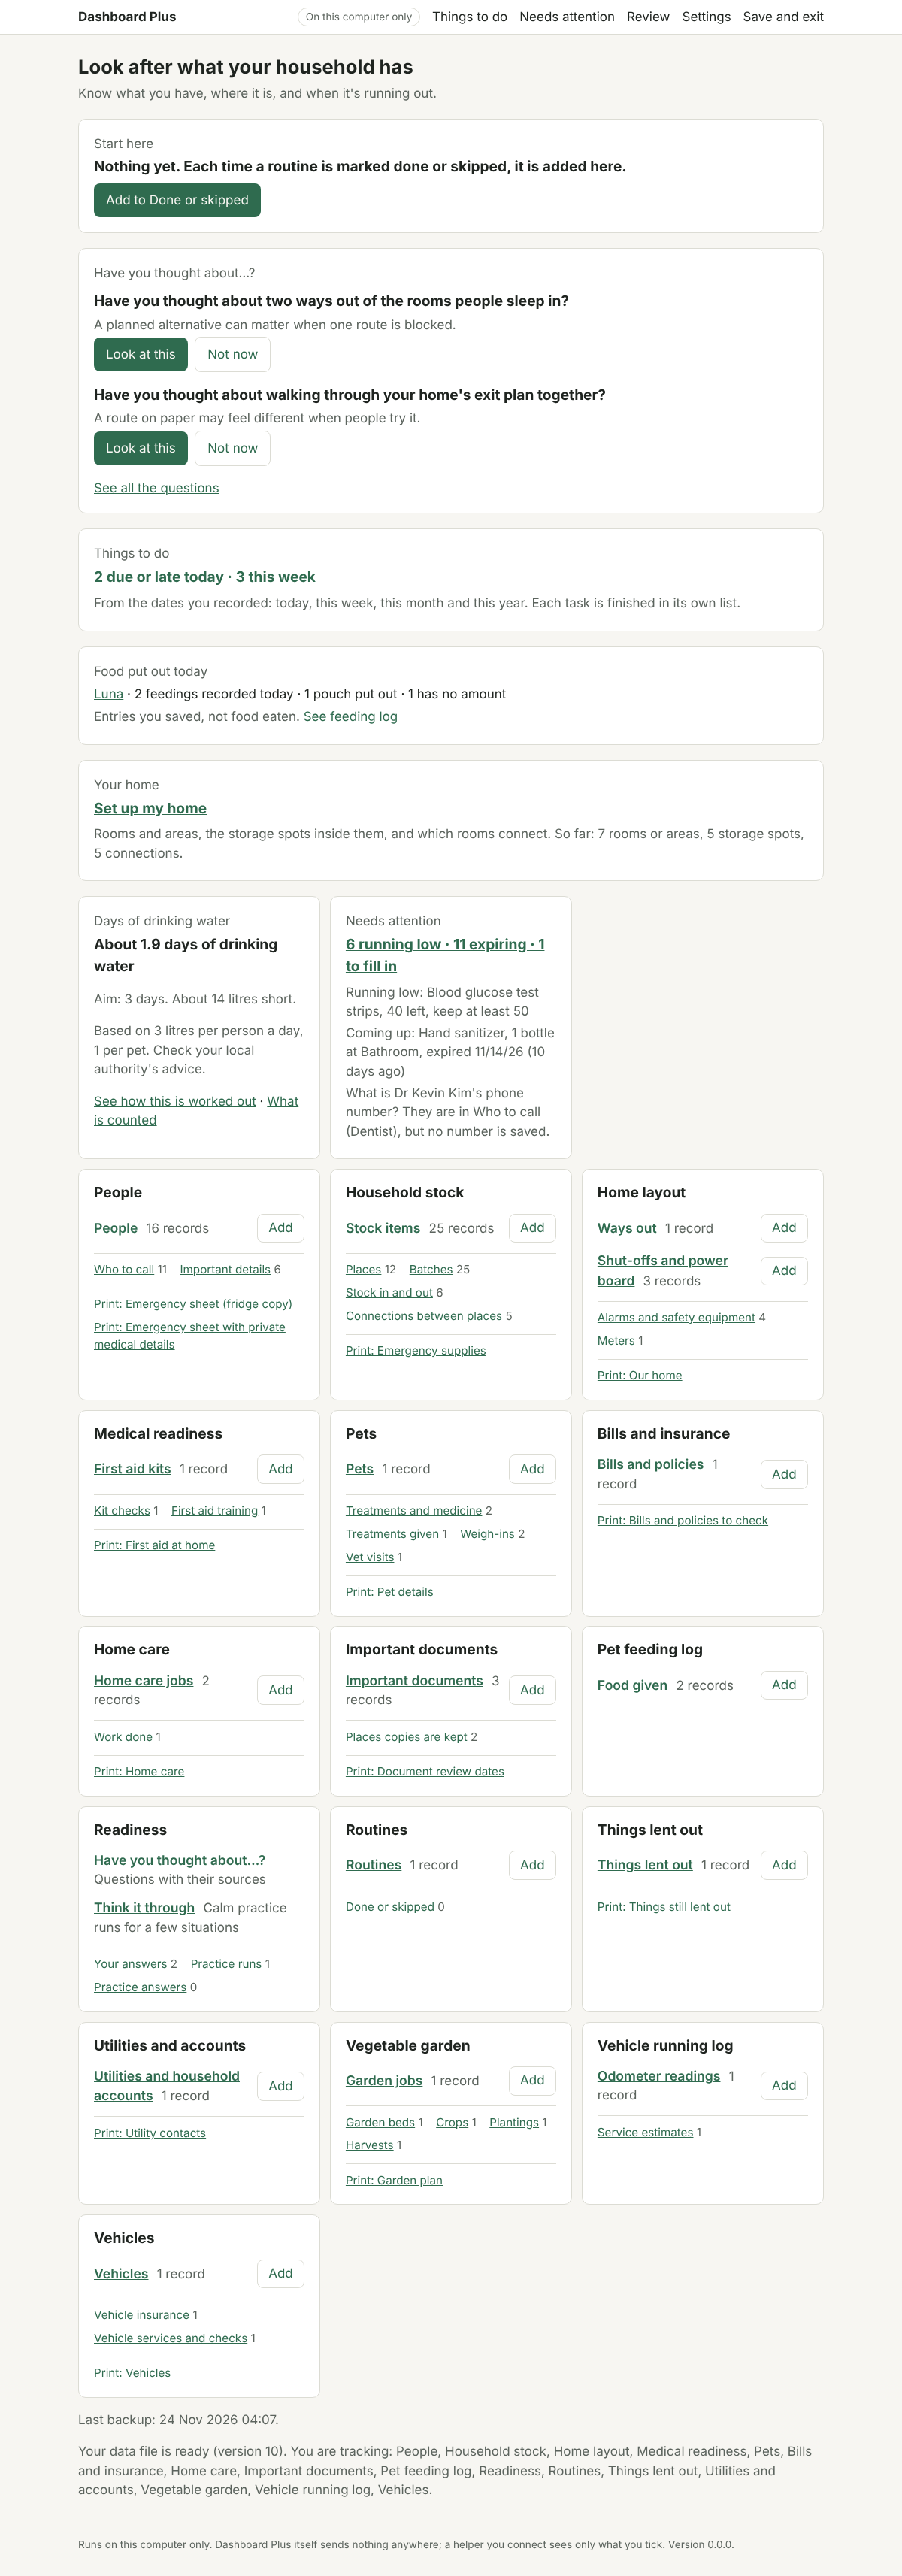 Dashboard Plus
On this computer only
Things to do
Needs attention
Review
Settings
Save and exit
Look after what your household has
Know what you have, where it is, and when it's running out.
Start here
Nothing yet. Each time a routine is marked done or skipped, it is added here.
Add to Done or skipped
Have you thought about...?
Have you thought about two ways out of the rooms people sleep in?
A planned alternative can matter when one route is blocked.
Look at this
Not now
Have you thought about walking through your home's exit plan together?
A route on paper may feel different when people try it.
Look at this
Not now
See all the questions
Things to do
2 due or late today · 3 this week
From the dates you recorded: today, this week, this month and this year. Each task is finished in its own list.
Food put out today
Luna · 2 feedings recorded today · 1 pouch put out · 1 has no amount
Entries you saved, not food eaten. See feeding log
Your home
Set up my home
Rooms and areas, the storage spots inside them, and which rooms connect. So far: 7 rooms or areas, 5 storage spots,
5 connections.
Days of drinking water
About 1.9 days of drinking
water
Aim: 3 days. About 14 litres short.
Based on 3 litres per person a day,
1 per pet. Check your local
authority's advice.
See how this is worked out · What
is counted
Needs attention
6 running low · 11 expiring · 1
to fill in
Running low: Blood glucose test
strips, 40 left, keep at least 50
Coming up: Hand sanitizer, 1 bottle
at Bathroom, expired 11/14/26 (10
days ago)
What is Dr Kevin Kim's phone
number? They are in Who to call
(Dentist), but no number is saved.
People
People 16 records
Add
Who to call 11 Important details 6
Print: Emergency sheet (fridge copy)
Print: Emergency sheet with private
medical details
Household stock
Stock items 25 records
Add
Places 12 Batches 25
Stock in and out 6
Connections between places 5
Print: Emergency supplies
Home layout
Ways out 1 record
Add
Shut-offs and power
board 3 records
Add
Alarms and safety equipment 4
Meters 1
Print: Our home
Medical readiness
First aid kits 1 record
Add
Kit checks 1 First aid training 1
Print: First aid at home
Pets
Pets 1 record
Add
Treatments and medicine 2
Treatments given 1 Weigh-ins 2
Vet visits 1
Print: Pet details
Bills and insurance
Bills and policies 1
record
Add
Print: Bills and policies to check
Home care
Home care jobs 2
records
Add
Work done 1
Print: Home care
Important documents
Important documents 3
records
Add
Places copies are kept 2
Print: Document review dates
Pet feeding log
Food given 2 records
Add
Readiness
Have you thought about...?
Questions with their sources
Think it through Calm practice
runs for a few situations
Your answers 2 Practice runs 1
Practice answers 0
Routines
Routines 1 record
Add
Done or skipped 0
Things lent out
Things lent out 1 record
Add
Print: Things still lent out
Utilities and accounts
Utilities and household
accounts 1 record
Add
Print: Utility contacts
Vegetable garden
Garden jobs 1 record
Add
Garden beds 1 Crops 1 Plantings 1
Harvests 1
Print: Garden plan
Vehicle running log
Odometer readings 1
record
Add
Service estimates 1
Vehicles
Vehicles 1 record
Add
Vehicle insurance 1
Vehicle services and checks 1
Print: Vehicles
Last backup: 24 Nov 2026 04:07.
Your data file is ready (version 10). You are tracking: People, Household stock, Home layout, Medical readiness, Pets, Bills
and insurance, Home care, Important documents, Pet feeding log, Readiness, Routines, Things lent out, Utilities and
accounts, Vegetable garden, Vehicle running log, Vehicles.
Runs on this computer only. Dashboard Plus itself sends nothing anywhere; a helper you connect sees only what you tick. Version 0.0.0.